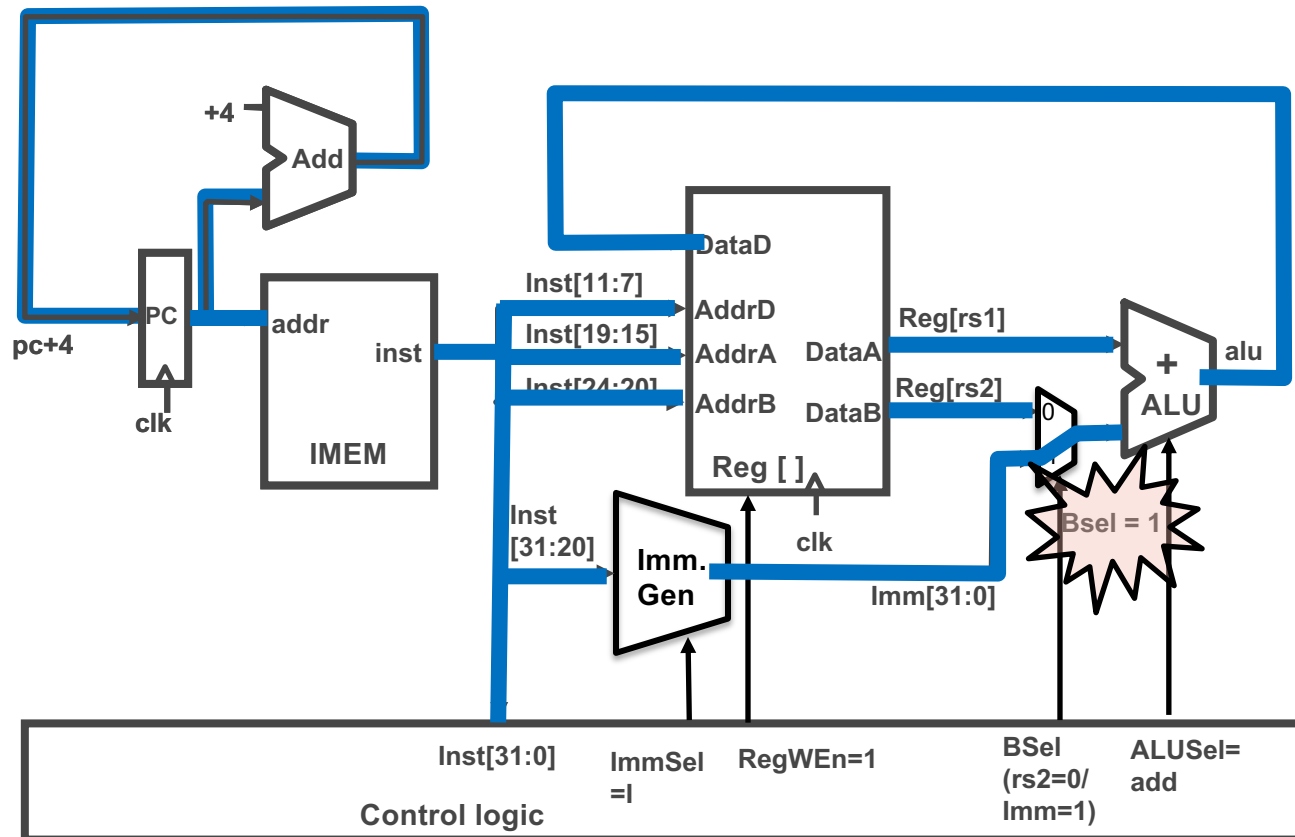 +4
Add
DataD
Inst[11:7]
PC
addr
AddrD
Reg[rs1]
Inst[19:15]
+
alu
pc+4
inst
AddrA
DataA
Inst[24:20]
Reg[rs2]
0
AddrB
DataB
ALU
clk
IMEM
Reg [ ]
1
Inst
[31:20]
clk
Bsel = 1
Imm.
Gen
Imm[31:0]
Inst[31:0]
ImmSel
=I
RegWEn=1
BSel
(rs2=0/
Imm=1)
ALUSel=
add
Control logic